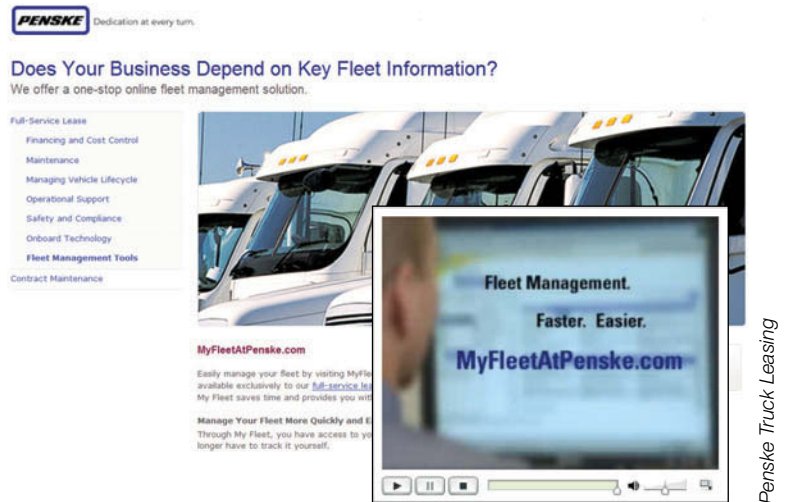 PENSKE Dedication at every turn.
Does Your Business Depend on Key Fleet Information?
We offer a one-stop online fleet management solution.
Full-Service Lease
Financing and Cost Control
Maintenance
Managing Vehicle Lifecycle
Operational Support
Safety and Compliance
Onboard Technology
Fleet Management Tools
Contract Maintenance
MyFleetAtPenske.com
Easily manage your fleet by visiting MyFle
available exclusively to our full-service lea
My Fleet saves time and provides you wit
Manage Your Fleet More Quickly and E
Through My Fleet, you have access to yo
longer have to track it yourself.
Fleet Management.
Faster. Easier.
MyFleetAtPenske.com
Penske Truck Leasing